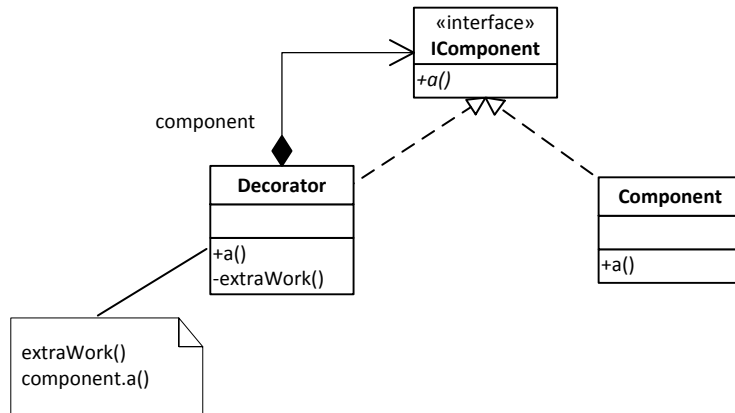 «interface»
IComponent
+a()
component
Decorator
+a()
-extraWork()
Component
+a()
extraWork()
component.a()